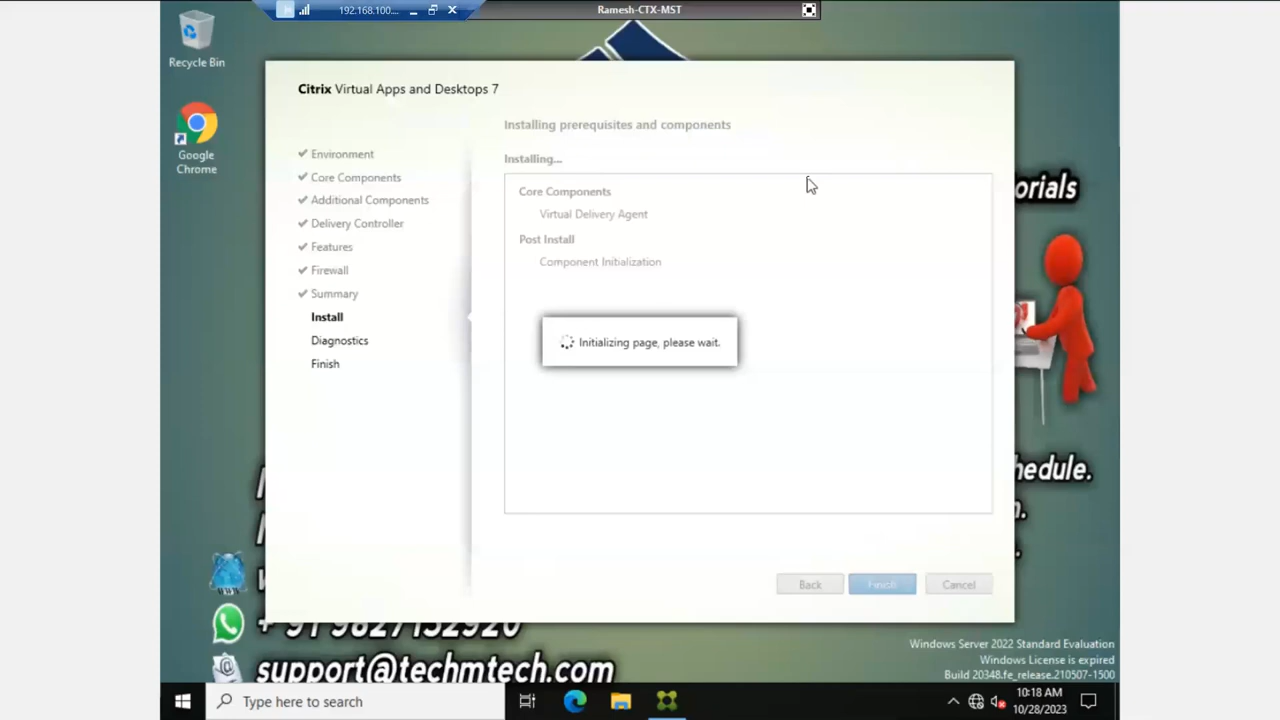 192.168.100....
Ramesh-CTX-MST
Recycle Bin
Google
Chrome
Citrix Virtual Apps and Desktops 7
Environment
Core Components
Additional Components
Delivery Controller
Features
Firewall
Summary
Install
Diagnostics
Finish
Installing prerequisites and components
Installing...
Core Components
Virtual Delivery Agent
Post Install
Component Initialization
Initializing page, please wait.
Back
Finish
Cancel
orials
hedule.
support@techmtech.com
Windows Server 2022 Standard Evaluation
Windows License is expired
Build 20348.fe_release.210507-1500
Type here to search
10:18 AM
10/28/2023